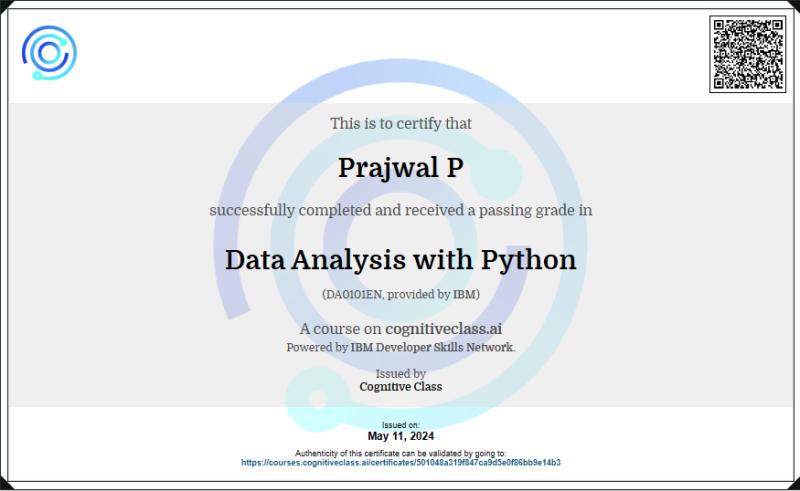 This is to certify that
Prajwal P
successfully completed and received a passing grade in
Data Analysis with Python
(DA0101EN, provided by IBM)
A course on cognitiveclass.ai
Powered by IBM Developer Skills Network.
Issued by
Cognitive Class
Issued on:
May 11, 2024
Authenticity of this certificate can be validated by going to:
https://courses.cognitiveclass.ai/certificates/501048a319f847ca9d5e0f86bb9e14b3